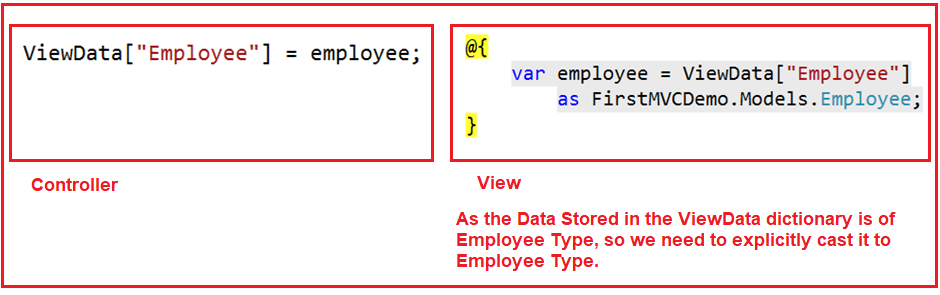 ViewData["Employee"] = employee;
Controller
@{
var employee = ViewData["Employee"]
as FirstMVCDemo.Models.Employee;
}
View
As the Data Stored in the ViewData dictionary is of
Employee Type, so we need to explicitly cast it to
Employee Type.